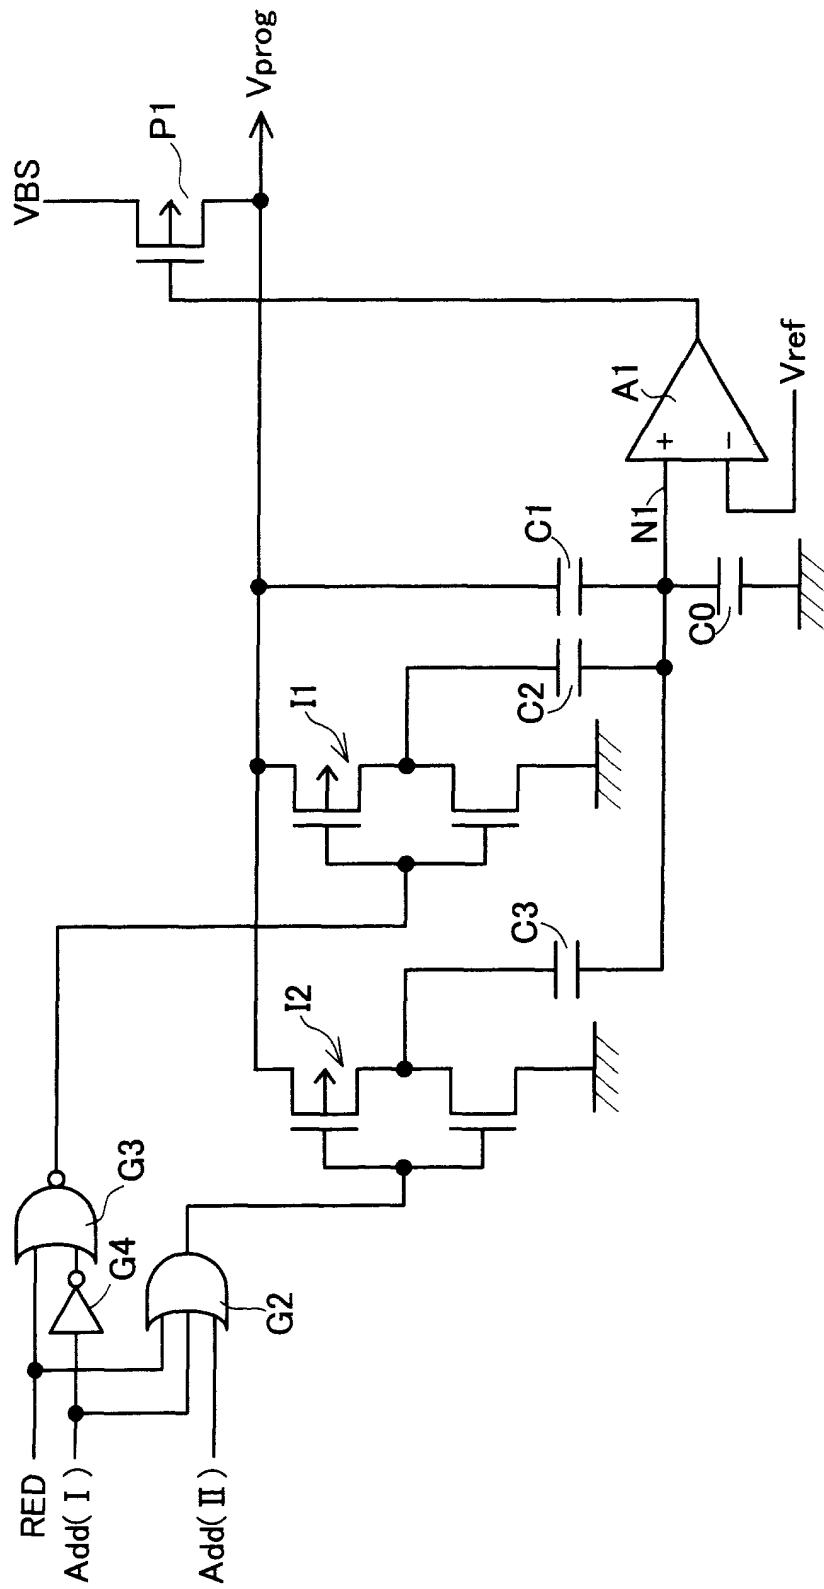 VBS
P1
Vprog
RED
Add( I )
Add( II )
G3
G4
G2
I2
I1
C3
C2
C1
C0
N1
A1
+
−
Vref